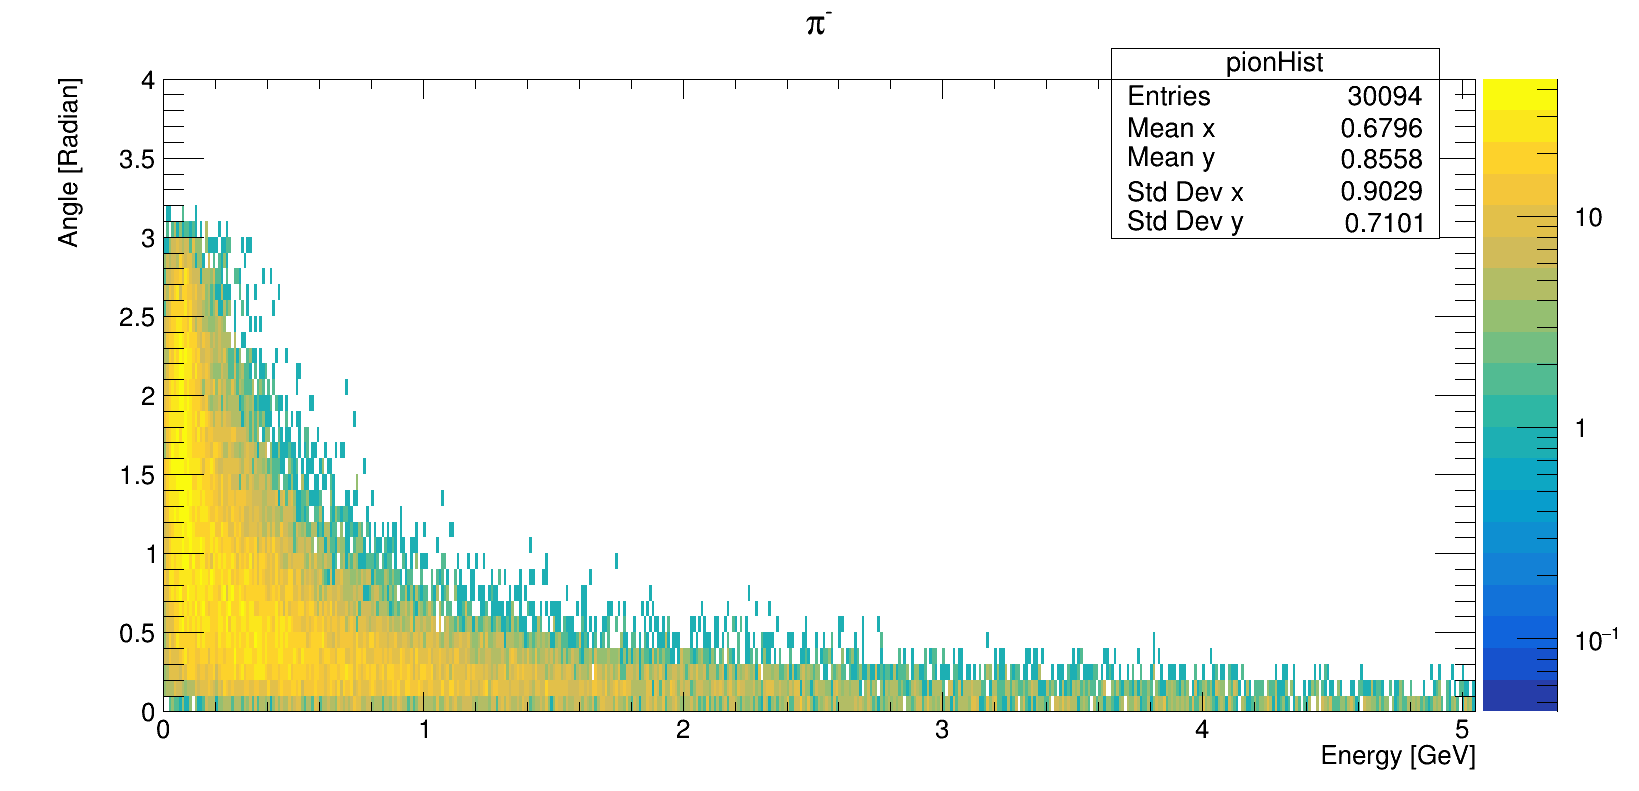 π⁻
pionHist
Entries 30094
Mean x 0.6796
Mean y 0.8558
Std Dev x 0.9029
Std Dev y 0.7101
Angle [Radian]
4
3.5
3
2.5
2
1.5
1
0.5
0
0 1 2 3 4 5
Energy [GeV]
10
1
10⁻¹